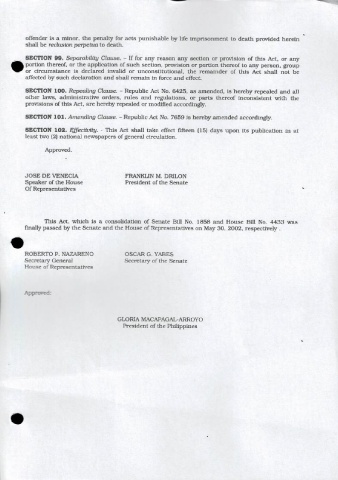 offender is a minor, the penalty for acts punishable by life imprisonment to death provided herein
shall be reclusion perpetua to death.
SECTION 99. Separability Clause. - If for any reason any section or provision of this Act, or any
portion thereof, or the application of such section, provision or portion thereof to any person, group
or circumstance is declared invalid or unconstitutional, the remainder of this Act shall not be
affected by such declaration and shall remain in force and effect.
SECTION 100. Repealing Clause. - Republic Act No. 6425, as amended, is hereby repealed and all
other laws, administrative orders, rules and regulations, or parts thereof inconsistent with the
provisions of this Act, are hereby repealed or modified accordingly.
SECTION 101. Amending Clause. - Republic Act No. 7659 is hereby amended accordingly.
SECTION 102. Effectivity. - This Act shall take effect fifteen (15) days upon its publication in at
least two (2) national newspapers of general circulation.
Approved.
JOSE DE VENECIA FRANKLIN M. DRILON
Speaker of the House President of the Senate
Of Representatives
This Act, which is a consolidation of Senate Bill No. 1858 and House Bill No. 4433 was
finally passed by the Senate and the House of Representatives on May 30, 2002, respectively.
ROBERTO P. NAZARENO OSCAR G. YABES
Secretary General Secretary of the Senate
House of Representatives
Approved:
GLORIA MACAPAGAL-ARROYO
President of the Philippines